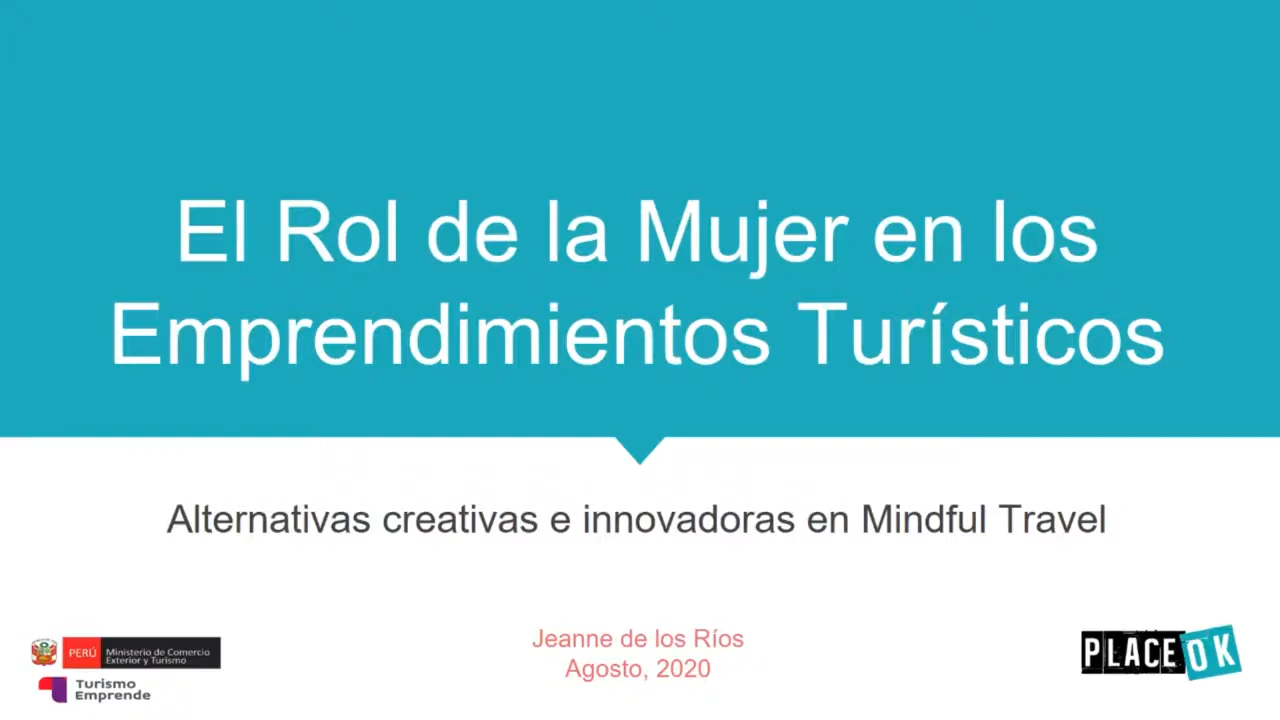 El Rol de la Mujer en los
Emprendimientos Turísticos
Alternativas creativas e innovadoras en Mindful Travel
Jeanne de los Ríos
Agosto, 2020
PERÚ
Ministerio de Comercio
Exterior y Turismo
Turismo
Emprende
PLACE OK